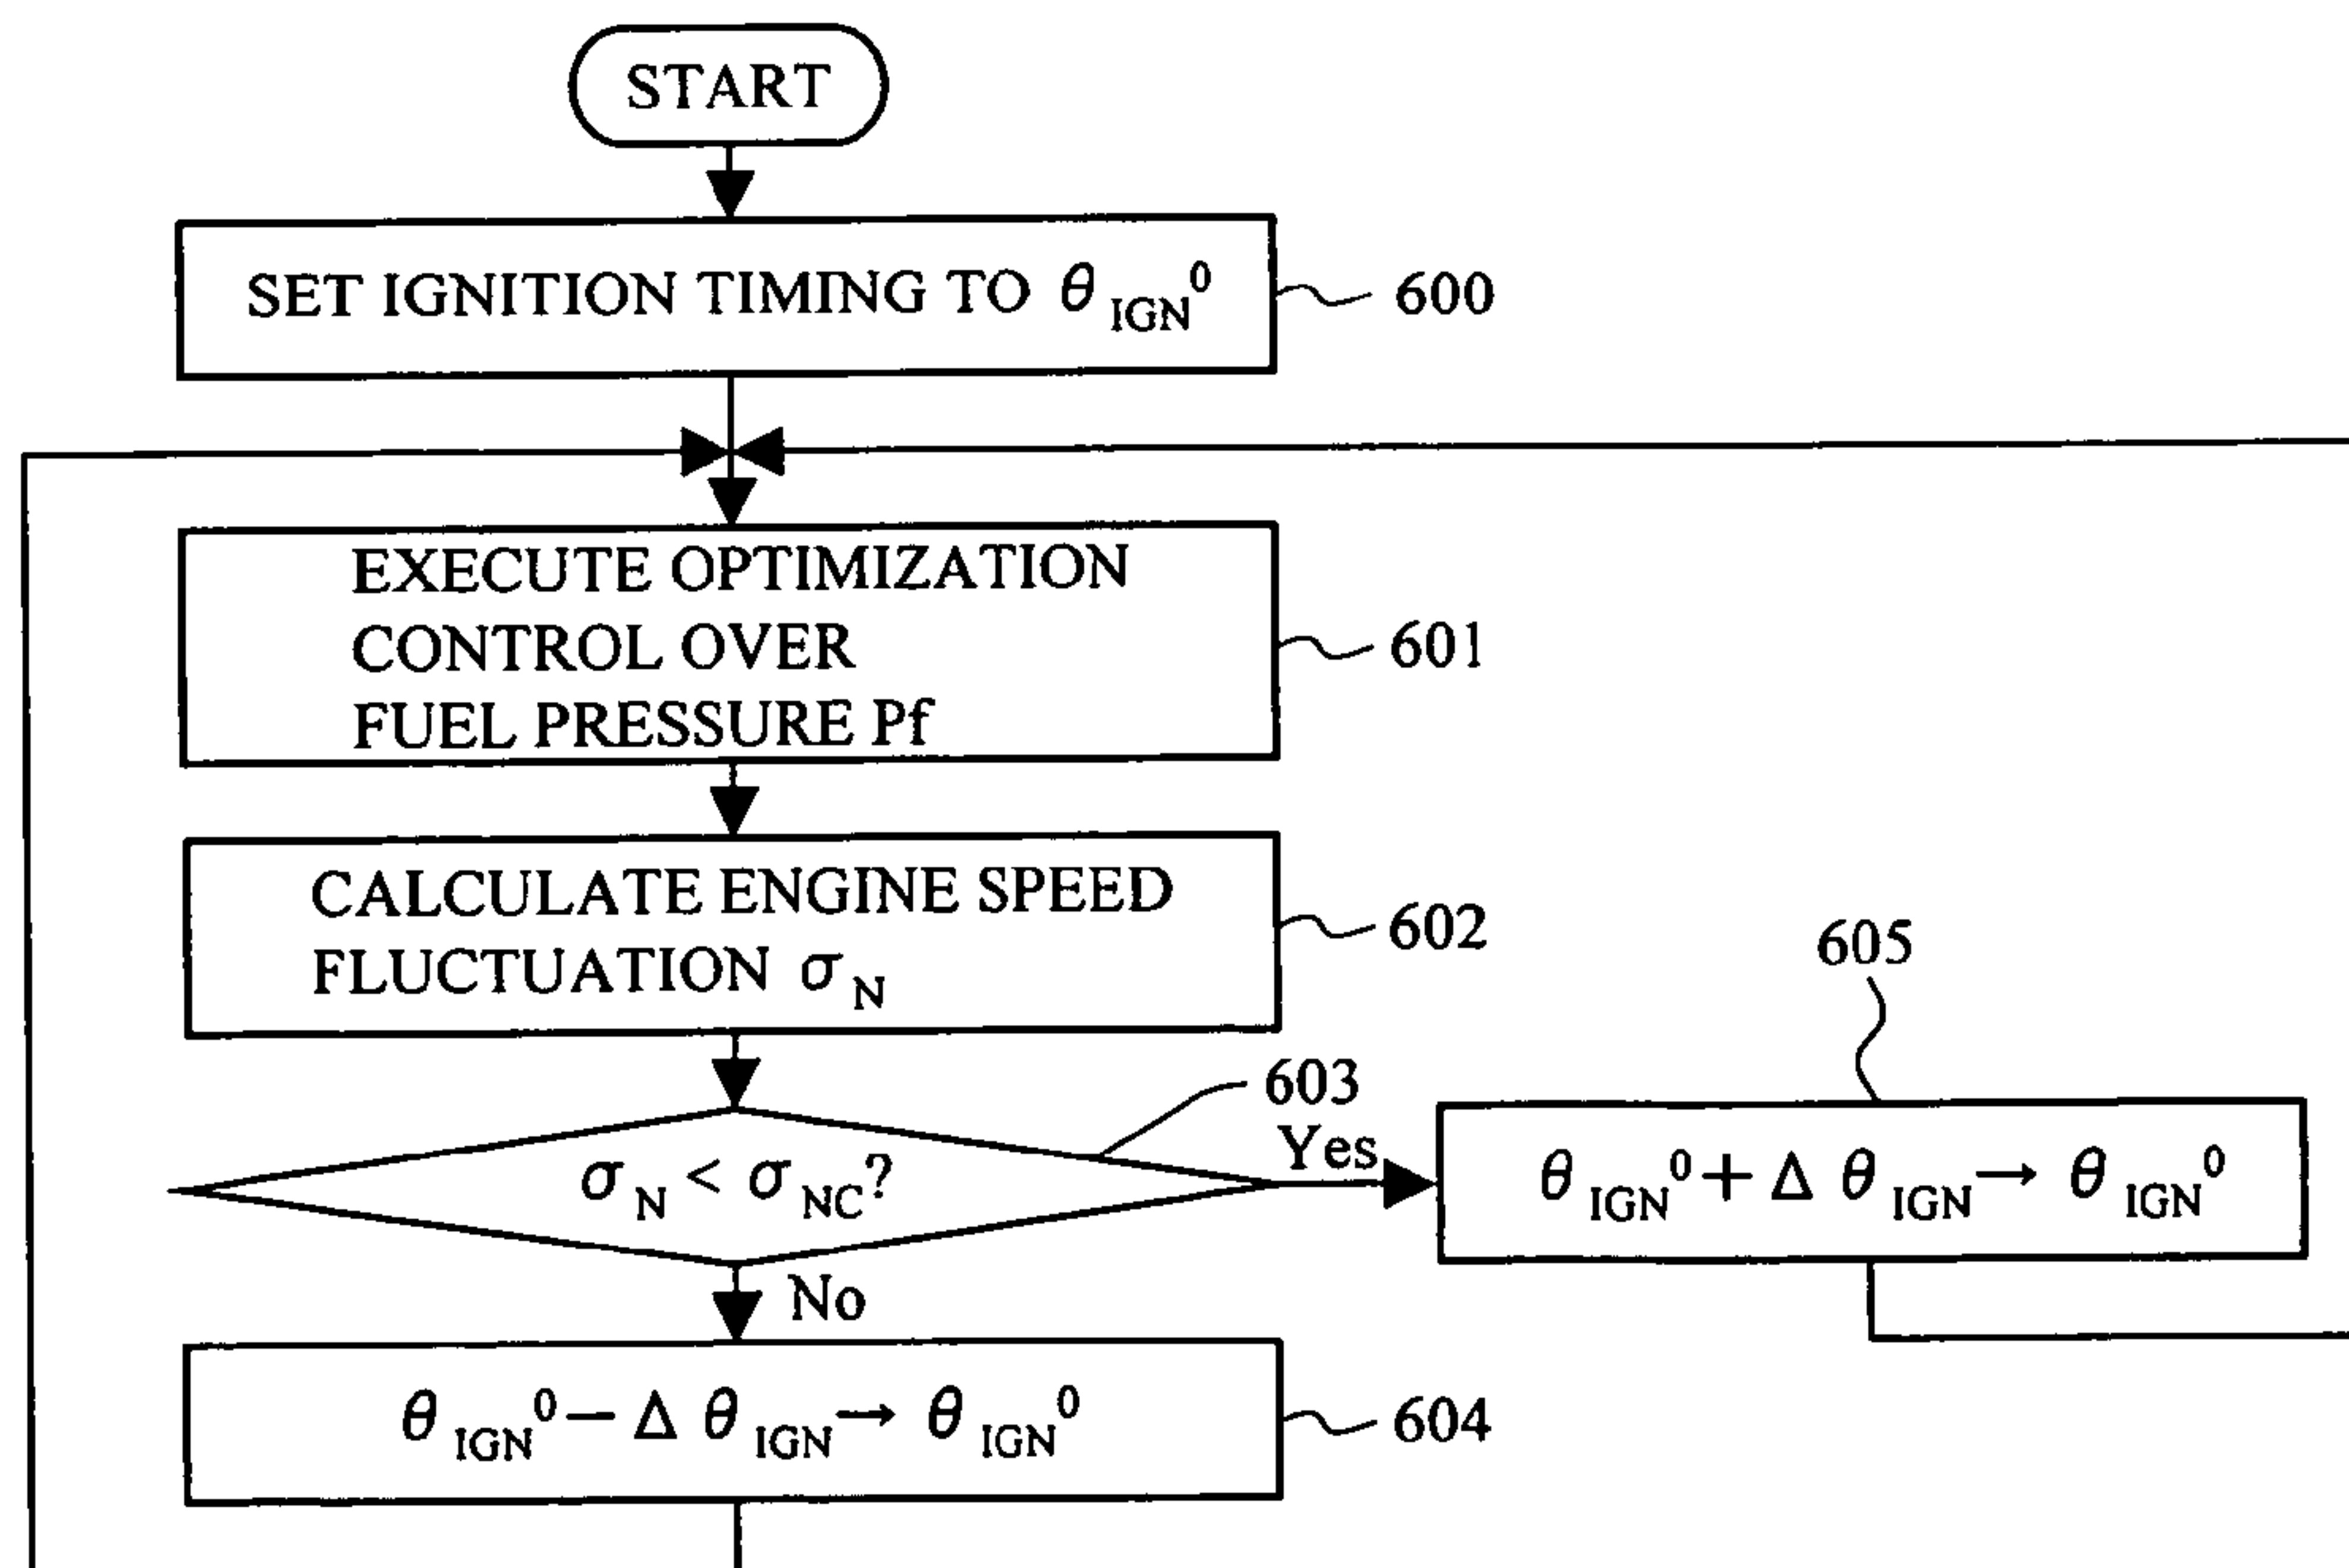 START
SET IGNITION TIMING TO θ IGN 0
600
EXECUTE OPTIMIZATION
CONTROL OVER
FUEL PRESSURE Pf
601
CALCULATE ENGINE SPEED
FLUCTUATION σ N
602
603
σ N < σ NC?
Yes
605
θ IGN 0 + Δ θ IGN → θ IGN 0
No
θ IGN 0 − Δ θ IGN → θ IGN 0
604